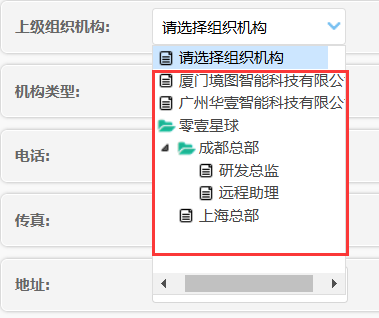 上级组织机构: 请选择组织机构
请选择组织机构
厦门境图智能科技有限公
机构类型:
广州华壹智能科技有限公
零壹星球
成都总部
电话:
研发总监
远程助理
传真:
上海总部
地址: